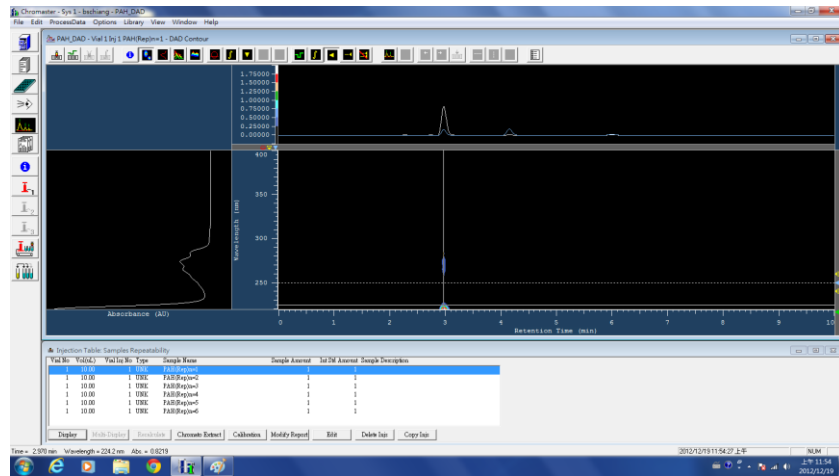 Chromaster - Sys 1 - bschiang - PAH_DAD
File Edit ProcessData Options Library View Window Help
PAH_DAD - Vial 1 Inj 1 PAH(Rep)n=1 - DAD Contour
1.75000
1.50000
1.25000
1.00000
0.75000
0.50000
0.25000
0.00000
400
350
300
250
Wavelength (nm)
Absorbance (AU)
0 1 2 3 4 5 6 7 8 9 10
Retention Time (min)
Injection Table: Samples Repeatability
Vial No Vol(uL) Vial Inj No Type Sample Name Sample Amount Int Std Amount Sample Description
1 10.00 1 UNK PAH(Rep)n=1 1 1
1 10.00 1 UNK PAH(Rep)n=2 1 1
1 10.00 1 UNK PAH(Rep)n=3 1 1
1 10.00 1 UNK PAH(Rep)n=4 1 1
1 10.00 1 UNK PAH(Rep)n=5 1 1
1 10.00 1 UNK PAH(Rep)n=6 1 1
Display Multi-Display Recalculate Chromato Extract Calibration Modify Report Edit Delete Injs Copy Injs
Time = 2.970 min Wavelength = 224.2 nm Abs. = 0.8219 2012/12/19 11:54:27 上午 NUM
上午 11:54
2012/12/19